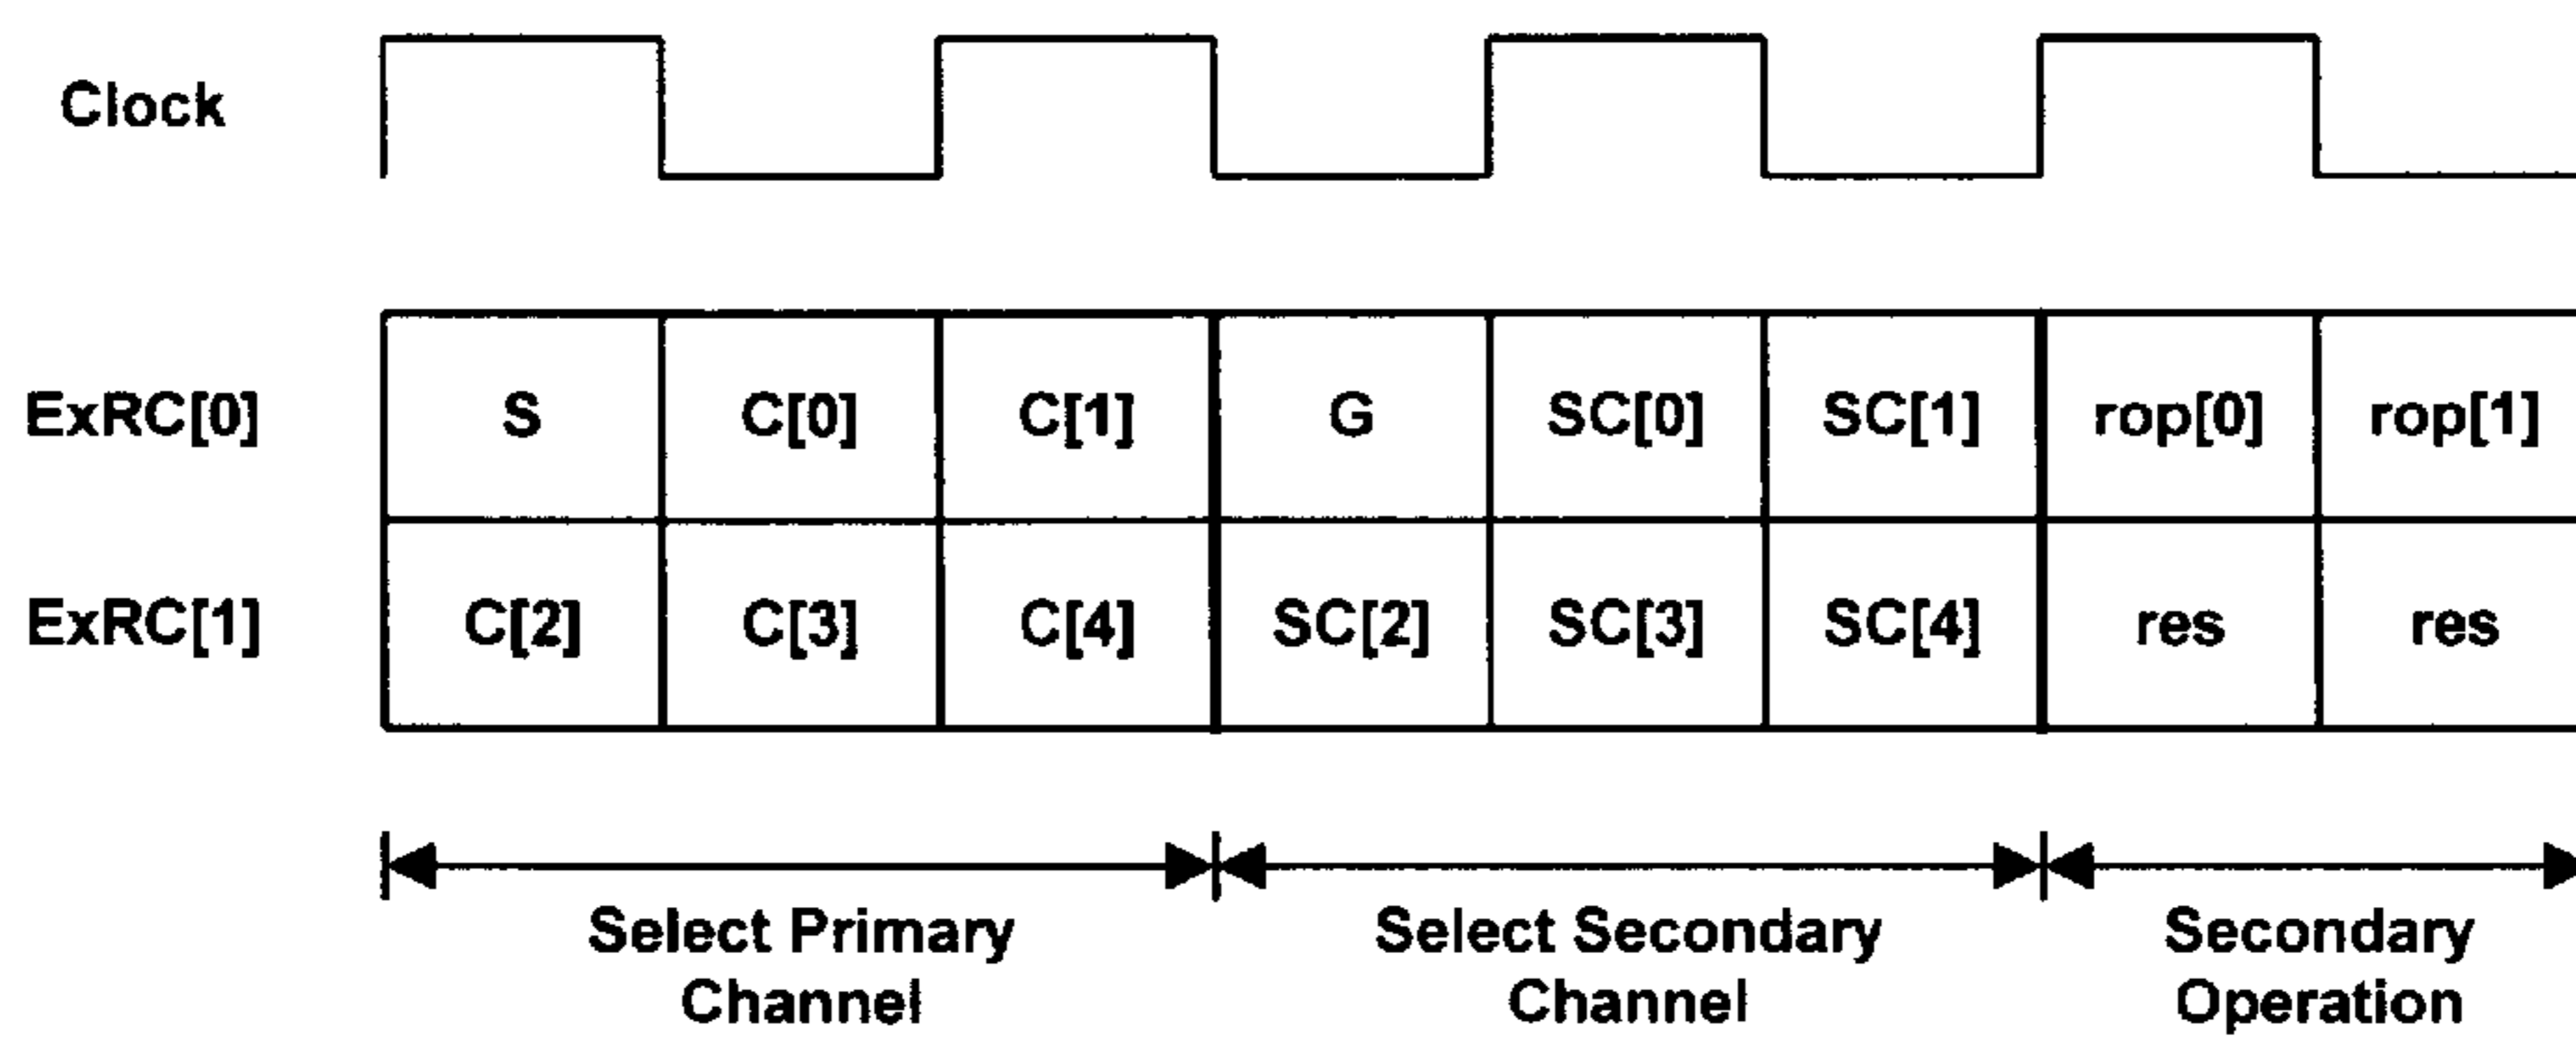 Clock
ExRC[0] S C[0] C[1] G SC[0] SC[1] rop[0] rop[1]
ExRC[1] C[2] C[3] C[4] SC[2] SC[3] SC[4] res res
Select Primary Select Secondary Secondary
Channel Channel Operation